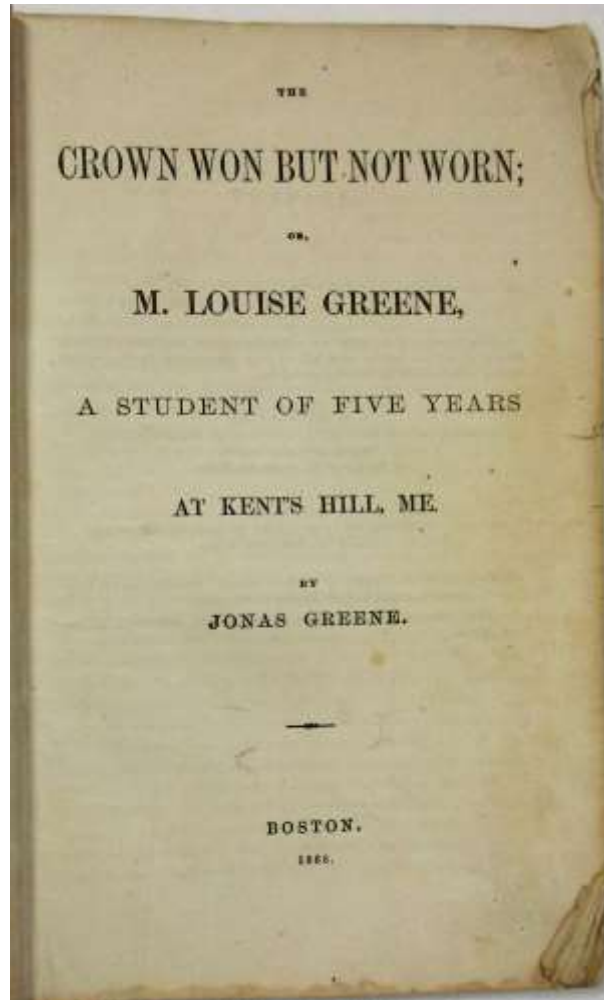 THE
CROWN WON BUT NOT WORN;
OR,
M. LOUISE GREENE,
A STUDENT OF FIVE YEARS
AT KENT'S HILL, ME.
BY
JONAS GREENE.
BOSTON.